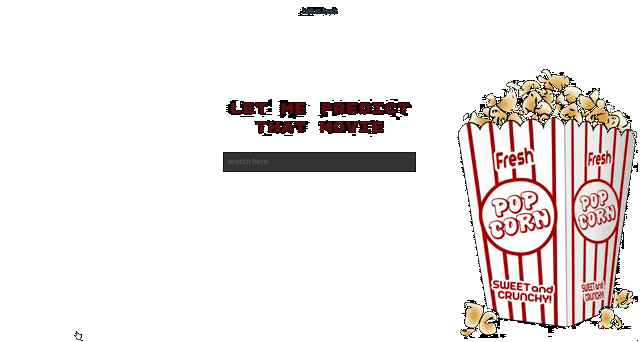 LET ME PREDICT
THAT MOVIE
search here
Fresh
POP
CORN
SWEET and
CRUNCHY!
Fresh
POP
CORN
SWEET and
CRUNCHY!